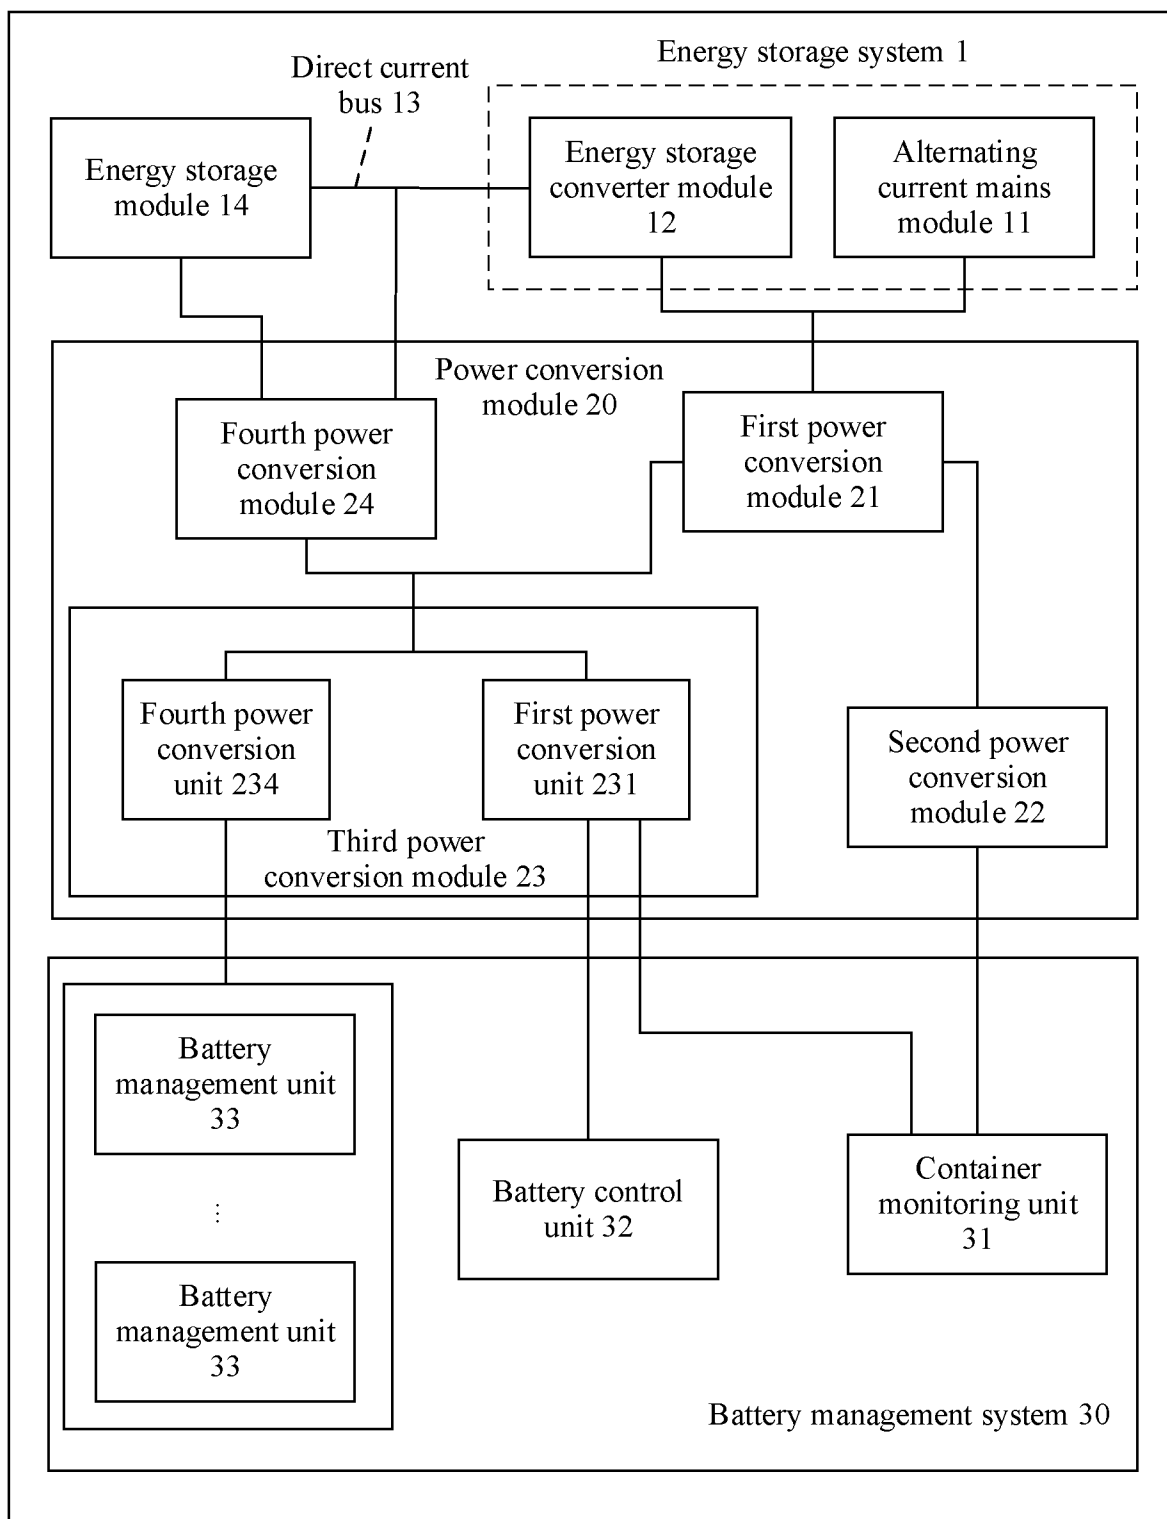 Energy storage system 1
Direct current
bus 13
Energy storage
module 14
Energy storage
converter module
12
Alternating
current mains
module 11
Power conversion
module 20
Fourth power
conversion
module 24
First power
conversion
module 21
Fourth power
conversion
unit 234
First power
conversion
unit 231
Second power
conversion
module 22
Third power
conversion module 23
Battery
management unit
33
⋮
Battery
management unit
33
Battery control
unit 32
Container
monitoring unit
31
Battery management system 30